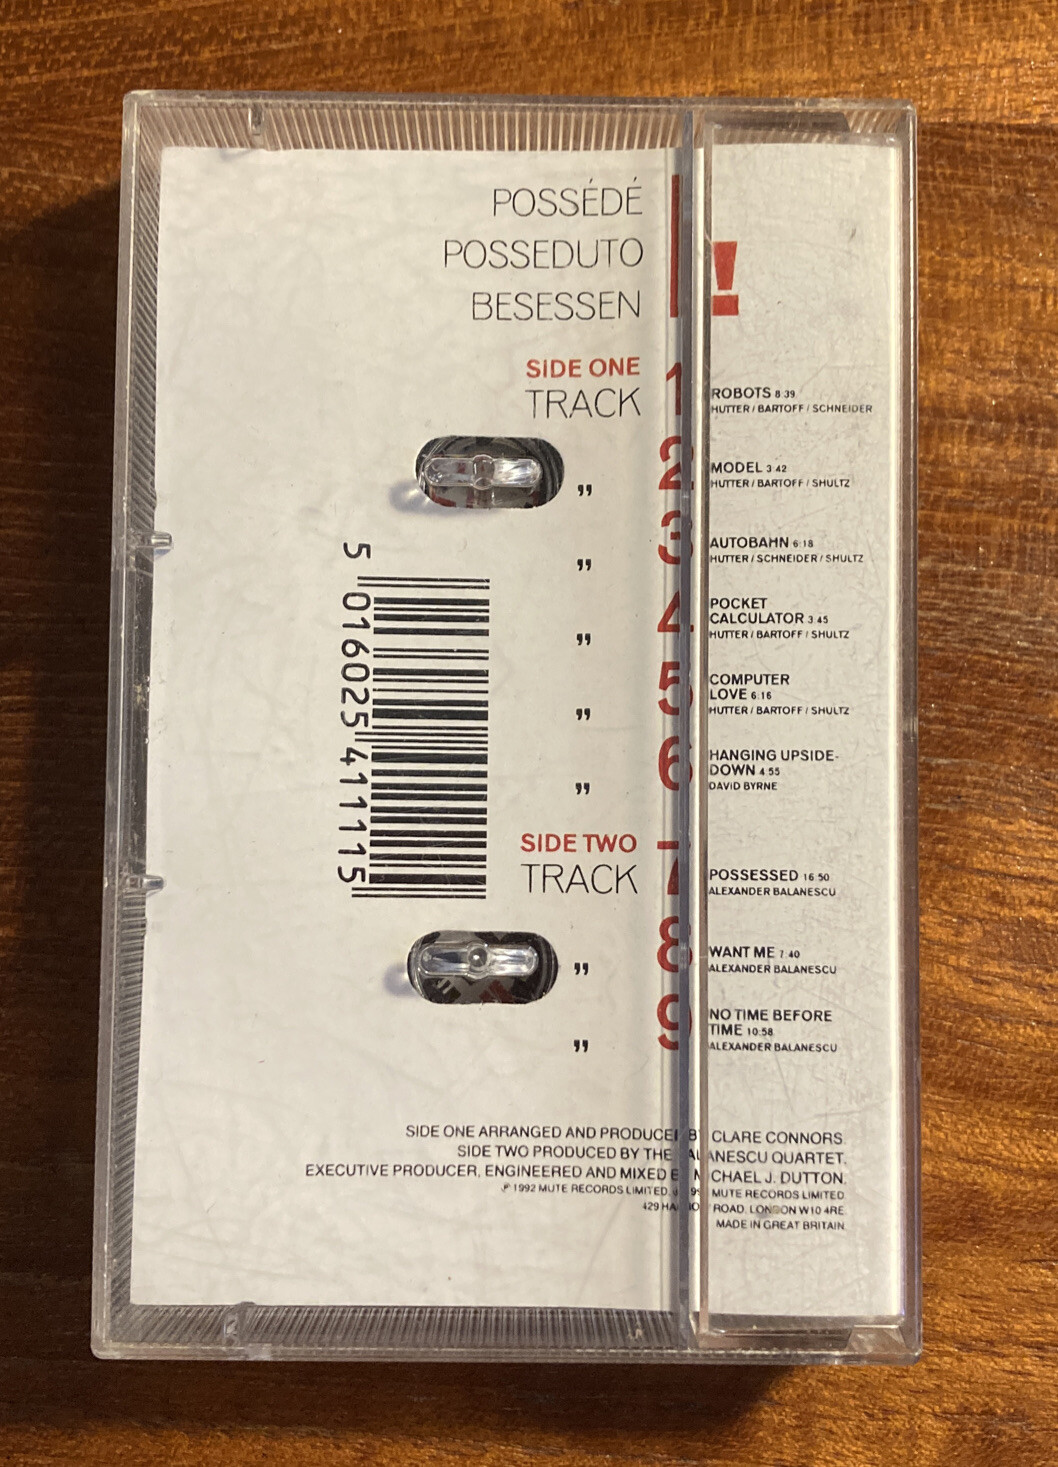 POSSÉDÉ
POSSEDUTO
BESESSEN
!
SIDE ONE
TRACK 1 ROBOTS 8:39
HUTTER / BARTOFF / SCHNEIDER
” 2 MODEL 3:42
HUTTER / BARTOFF / SHULTZ
” 3 AUTOBAHN 6:18
HUTTER / SCHNEIDER / SHULTZ
” 4 POCKET
CALCULATOR 3:45
HUTTER / BARTOFF / SHULTZ
” 5 COMPUTER
LOVE 6:16
HUTTER / BARTOFF / SHULTZ
” 6 HANGING UPSIDE-
DOWN 4:55
DAVID BYRNE
SIDE TWO
TRACK 7 POSSESSED 16:50
ALEXANDER BALANESCU
” 8 WANT ME 7:40
ALEXANDER BALANESCU
” 9 NO TIME BEFORE
TIME 10:58
ALEXANDER BALANESCU
5 016025 411115
SIDE ONE ARRANGED AND PRODUCED BY CLARE CONNORS.
SIDE TWO PRODUCED BY THE BALANESCU QUARTET.
EXECUTIVE PRODUCER, ENGINEERED AND MIXED BY MICHAEL J. DUTTON.
℗ 1992 MUTE RECORDS LIMITED. MUTE RECORDS LIMITED
429 ROAD, LONDON W10 4RE.
MADE IN GREAT BRITAIN